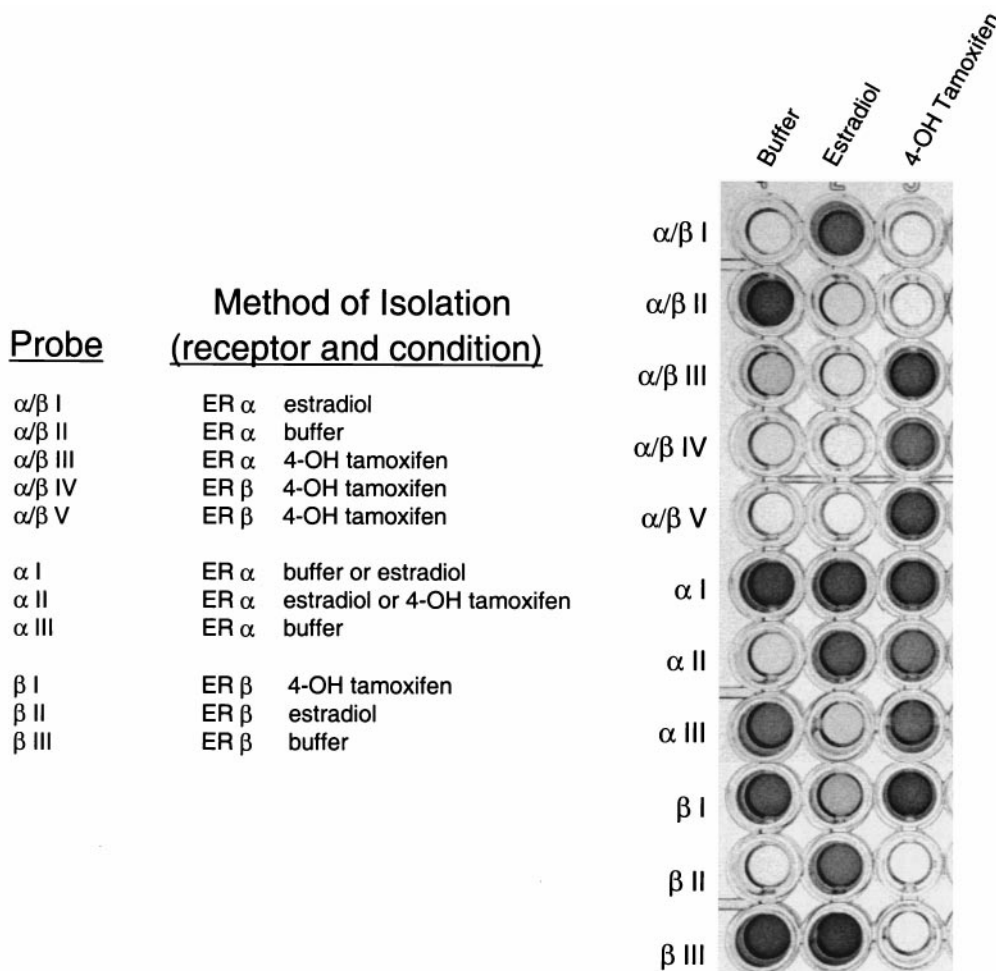 Buffer
Estradiol
4-OH Tamoxifen
Probe
Method of Isolation
(receptor and condition)
α/β I ER α estradiol
α/β II ER α buffer
α/β III ER α 4-OH tamoxifen
α/β IV ER β 4-OH tamoxifen
α/β V ER β 4-OH tamoxifen
α I ER α buffer or estradiol
α II ER α estradiol or 4-OH tamoxifen
α III ER α buffer
β I ER β 4-OH tamoxifen
β II ER β estradiol
β III ER β buffer
α/β I
α/β II
α/β III
α/β IV
α/β V
α I
α II
α III
β I
β II
β III